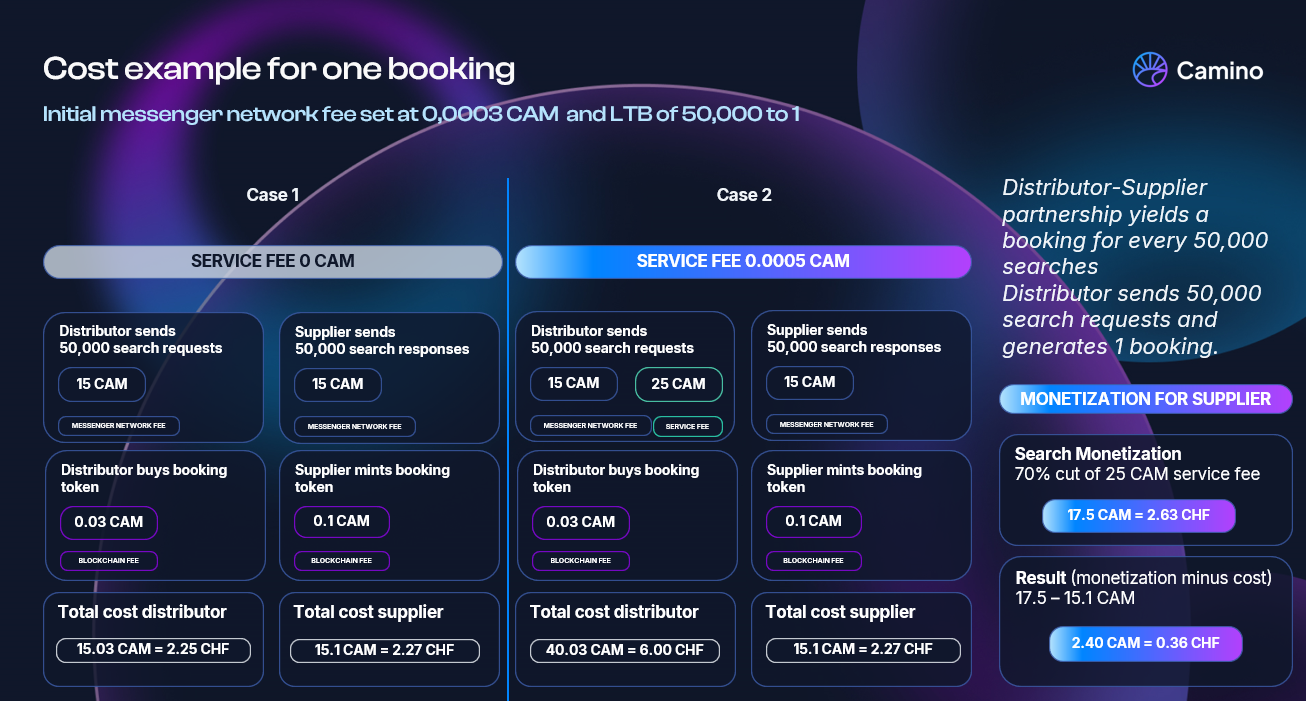 Cost example for one booking
Camino
Initial messenger network fee set at 0,0003 CAM and LTB of 50,000 to 1
Case 1
SERVICE FEE 0 CAM
Distributor sends
50,000 search requests
15 CAM
MESSENGER NETWORK FEE
Supplier sends
50,000 search responses
15 CAM
MESSENGER NETWORK FEE
Distributor buys booking
token
0.03 CAM
BLOCKCHAIN FEE
Supplier mints booking
token
0.1 CAM
BLOCKCHAIN FEE
Total cost distributor
15.03 CAM = 2.25 CHF
Total cost supplier
15.1 CAM = 2.27 CHF
Case 2
SERVICE FEE 0.0005 CAM
Distributor sends
50,000 search requests
15 CAM
25 CAM
MESSENGER NETWORK FEE
SERVICE FEE
Supplier sends
50,000 search responses
15 CAM
MESSENGER NETWORK FEE
Distributor buys booking
token
0.03 CAM
BLOCKCHAIN FEE
Supplier mints booking
token
0.1 CAM
BLOCKCHAIN FEE
Total cost distributor
40.03 CAM = 6.00 CHF
Total cost supplier
15.1 CAM = 2.27 CHF
Distributor-Supplier
partnership yields a
booking for every 50,000
searches
Distributor sends 50,000
search requests and
generates 1 booking.
MONETIZATION FOR SUPPLIER
Search Monetization
70% cut of 25 CAM service fee
17.5 CAM = 2.63 CHF
Result (monetization minus cost)
17.5 – 15.1 CAM
2.40 CAM = 0.36 CHF